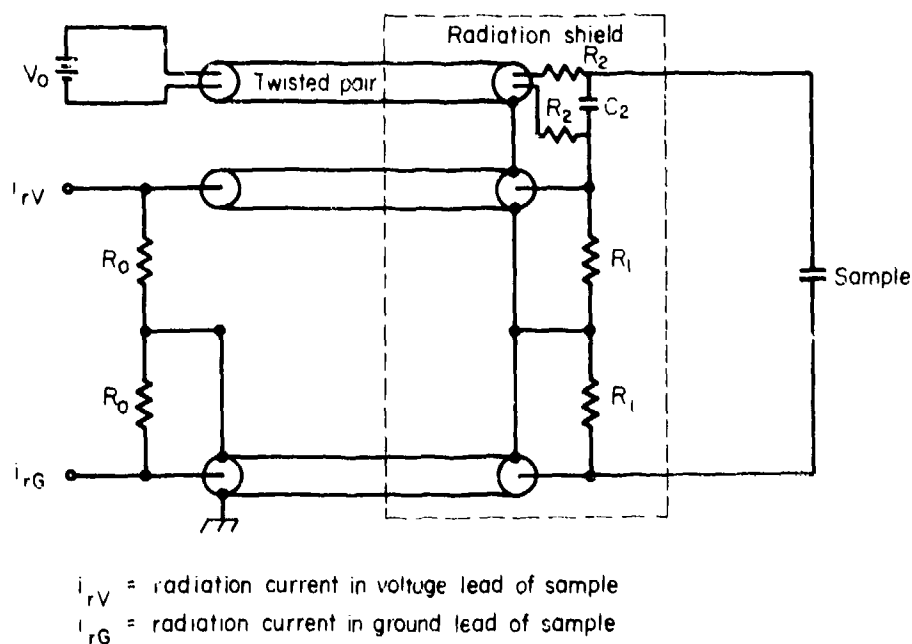 Radiation shield
R2
V0
Twisted pair
C2
R2
irV
R0
R1
Sample
R0
R1
irG
irV = radiation current in voltuge lead of sample
irG = radiation current in ground lead of sample